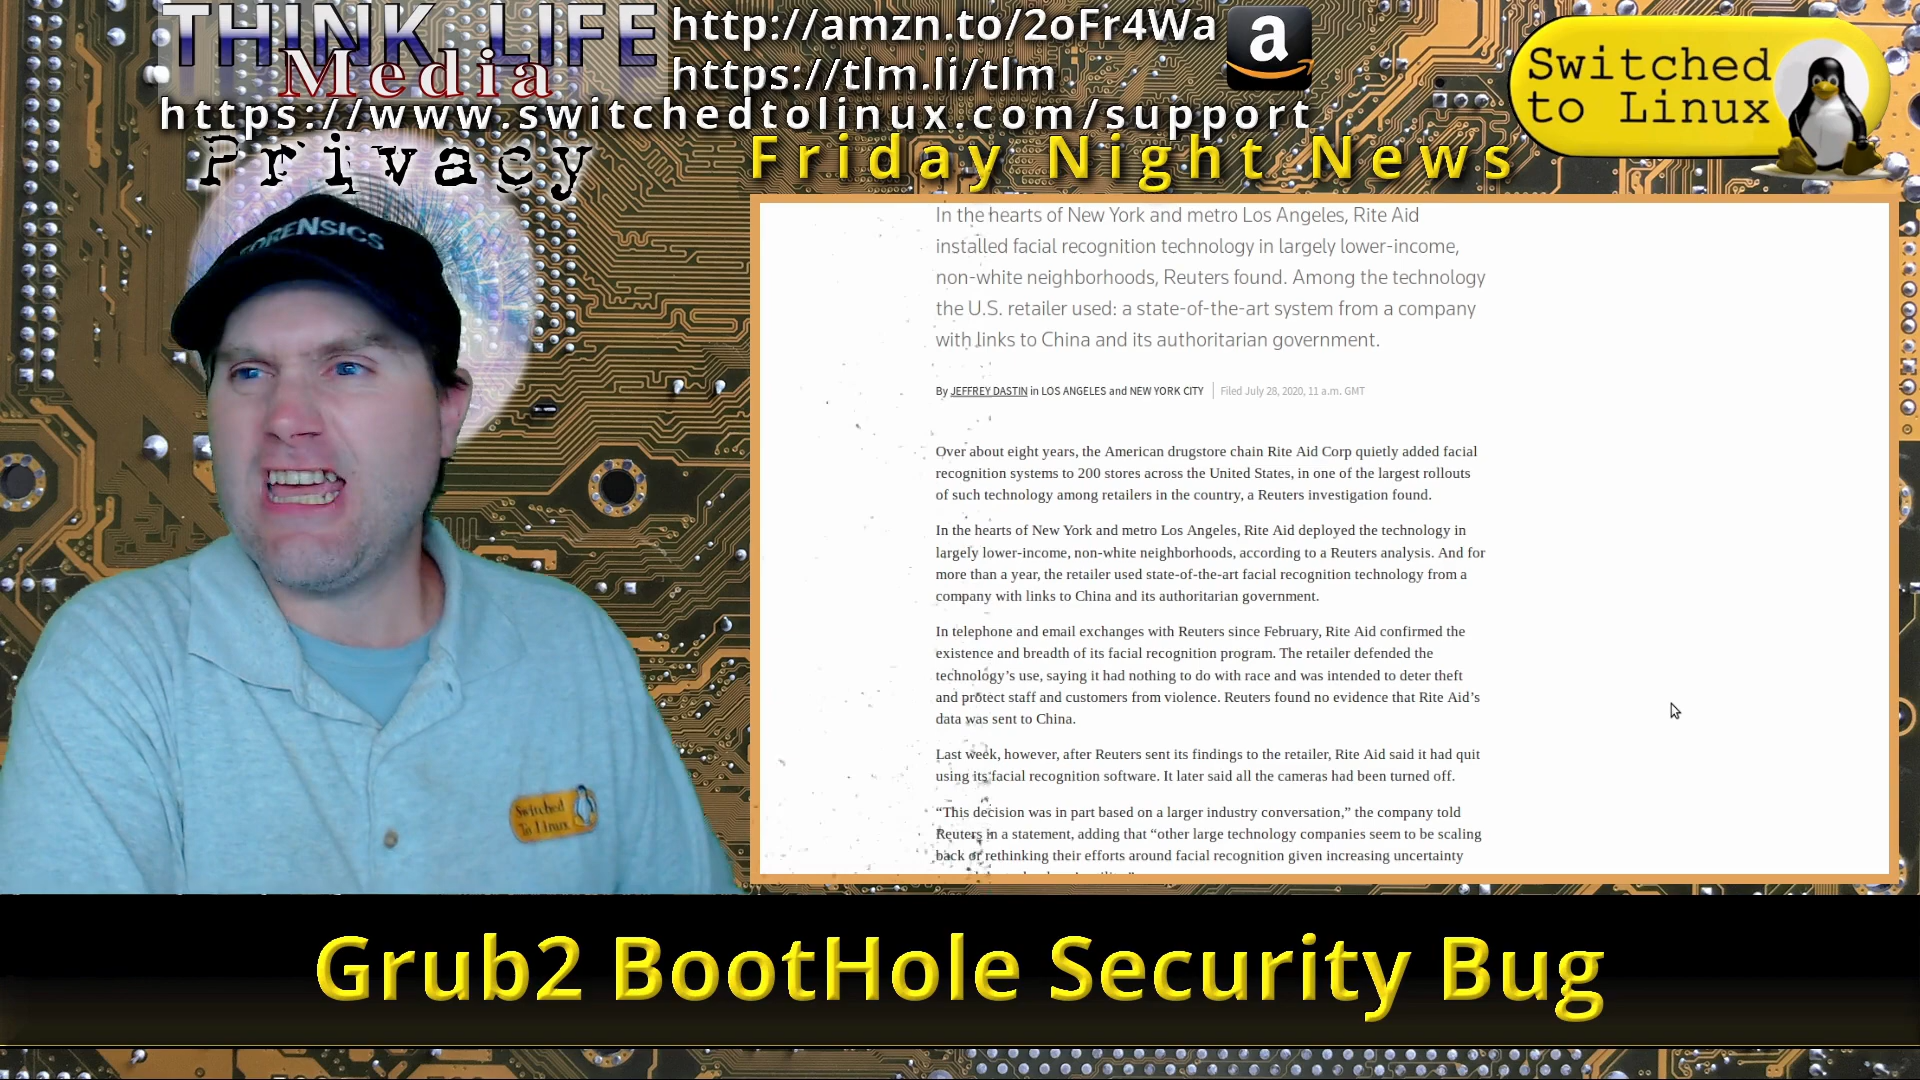 THINK LIFE
Media
http://amzn.to/2oFr4Wa
https://tlm.li/tlm
https://www.switchedtolinux.com/support
a
Switched
to Linux
Privacy
Friday Night News
FORENSICS
In the hearts of New York and metro Los Angeles, Rite Aid
installed facial recognition technology in largely lower-income,
non-white neighborhoods, Reuters found. Among the technology
the U.S. retailer used: a state-of-the-art system from a company
with links to China and its authoritarian government.
By JEFFREY DASTIN in LOS ANGELES and NEW YORK CITY | Filed July 28, 2020, 11 a.m. GMT
Over about eight years, the American drugstore chain Rite Aid Corp quietly added facial
recognition systems to 200 stores across the United States, in one of the largest rollouts
of such technology among retailers in the country, a Reuters investigation found.
In the hearts of New York and metro Los Angeles, Rite Aid deployed the technology in
largely lower-income, non-white neighborhoods, according to a Reuters analysis. And for
more than a year, the retailer used state-of-the-art facial recognition technology from a
company with links to China and its authoritarian government.
In telephone and email exchanges with Reuters since February, Rite Aid confirmed the
existence and breadth of its facial recognition program. The retailer defended the
technology’s use, saying it had nothing to do with race and was intended to deter theft
and protect staff and customers from violence. Reuters found no evidence that Rite Aid’s
data was sent to China.
Last week, however, after Reuters sent its findings to the retailer, Rite Aid said it had quit
using its facial recognition software. It later said all the cameras had been turned off.
“This decision was in part based on a larger industry conversation,” the company told
Reuters in a statement, adding that “other large technology companies seem to be scaling
back or rethinking their efforts around facial recognition given increasing uncertainty
Switched
To Linux
Grub2 BootHole Security Bug